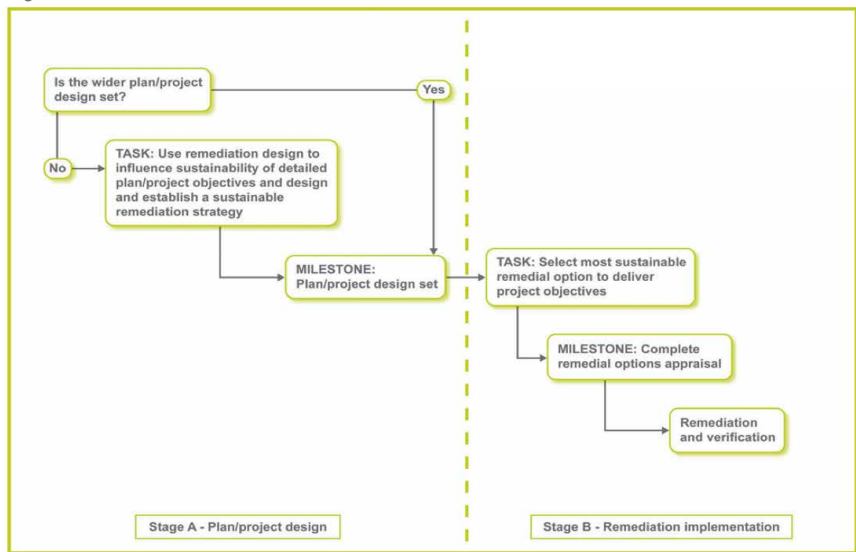 Is the wider plan/project
design set?
Yes
No
TASK: Use remediation design to
influence sustainability of detailed
plan/project objectives and design
and establish a sustainable
remediation strategy
MILESTONE:
Plan/project design set
TASK: Select most sustainable
remedial option to deliver
project objectives
MILESTONE: Complete
remedial options appraisal
Remediation
and verification
Stage A - Plan/project design
Stage B - Remediation implementation